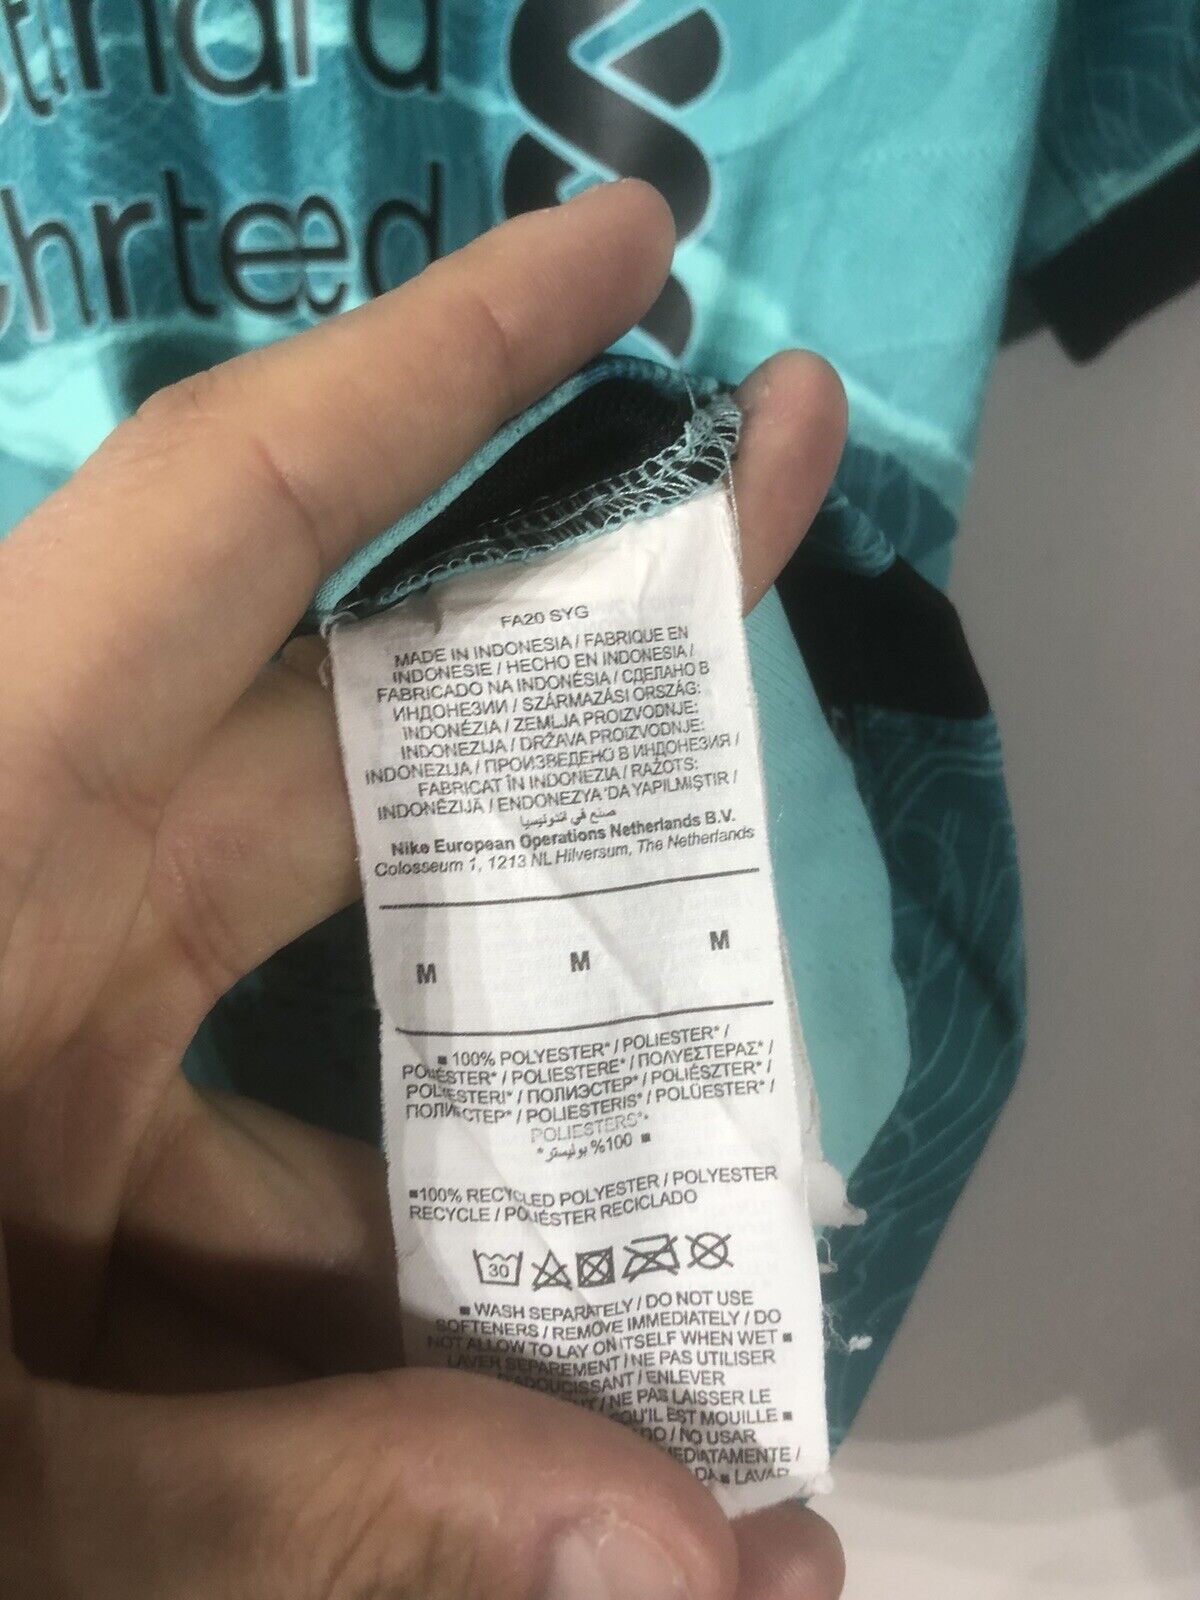 hrtæd
FA20 SYG
MADE IN INDONESIA / FABRIQUE EN
INDONESIE / HECHO EN INDONESIA /
FABRICADO NA INDONÉSIA / СДЕЛАНО В
ИНДОНЕЗИИ / SZÁRMAZÁSI ORSZÁG:
INDONÉZIA / ZEMLJA PROIZVODNJE:
INDONEZIJA / DRŽAVA PROIZVODNJE:
INDONEZIJA / ПРОИЗВЕДЕНО В ИНДОНЕЗИЯ /
FABRICAT ÎN INDONEZIA / RAŽOTS:
INDONĒZIJĀ / ENDONEZYA'DA YAPILMIŞTIR /
صنع في اندونيسيا
Nike European Operations Netherlands B.V.
Colosseum 1, 1213 NL Hilversum, The Netherlands
M M M
■ 100% POLYESTER* / POLIESTER* /
POLIÉSTER* / POLIESTERE* / ΠΟΛΥΕΣΤΕΡΑΣ* /
POLIESTERI* / ПОЛИЭСТЕР* / POLIÉSZTER* /
ПОЛИЕСТЕР* / POLIESTERIS* / POLÜESTER* /
POLIESTERS*
*بوليستر %100 ■
■100% RECYCLED POLYESTER / POLYESTER
RECYCLE / POLIÉSTER RECICLADO
30
■ WASH SEPARATELY / DO NOT USE
SOFTENERS / REMOVE IMMEDIATELY / DO
NOT ALLOW TO LAY ON ITSELF WHEN WET ■
LAVER SEPAREMENT / NE PAS UTILISER
D'ADOUCISSANT / ENLEVER
/ NE PAS LAISSER LE
QU'IL EST MOUILLE ■
/ NO USAR
/
■ LAVAR